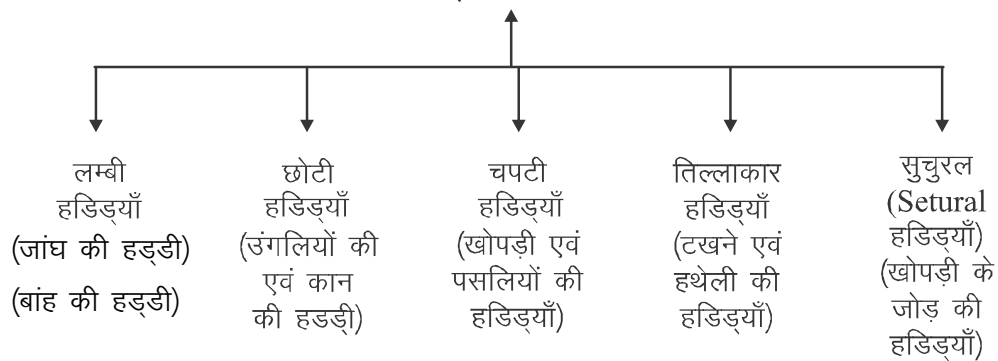 लम्बी
हडिड्याँ
(जांघ की हड्डी)
(बांह की हड्डी)
छोटी
हडिड्याँ
(उंगलियों की
एवं कान
की हडडी)
चपटी
हडिड्याँ
(खोपड़ी एवं
पसलियों की
हडिड्याँ)
तिल्लाकार
हडिड्याँ
(टखने एवं
हथेली की
हडिड्याँ)
सुचुरल
(Setural
हडिड्याँ)
(खोपड़ी के
जोड़ की
हडिड्याँ)